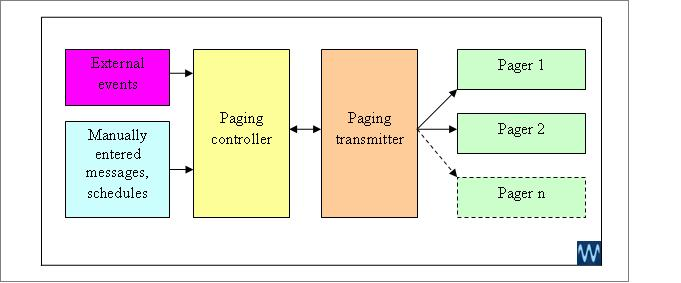 External
events
Manually
entered
messages,
schedules
Paging
controller
Paging
transmitter
Pager 1
Pager 2
Pager n
W